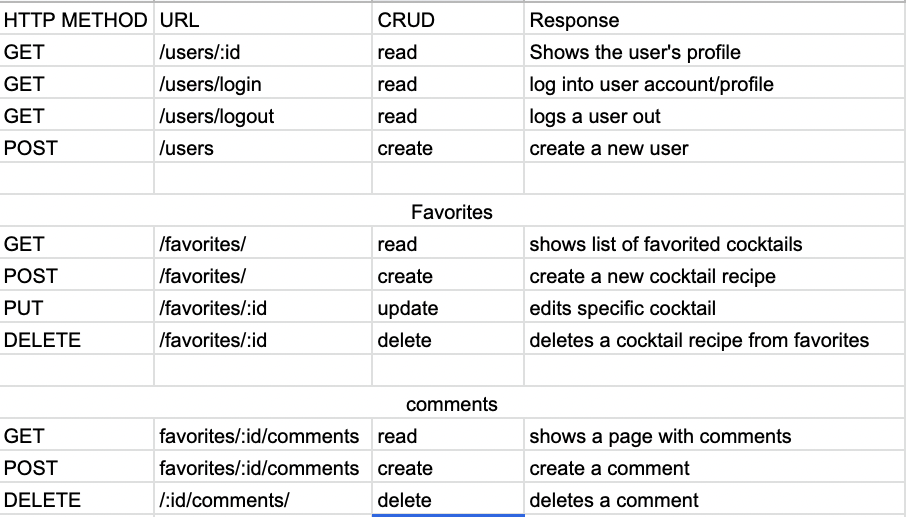 HTTP METHOD URL CRUD Response
GET /users/:id read Shows the user's profile
GET /users/login read log into user account/profile
GET /users/logout read logs a user out
POST /users create create a new user
Favorites
GET /favorites/ read shows list of favorited cocktails
POST /favorites/ create create a new cocktail recipe
PUT /favorites/:id update edits specific cocktail
DELETE /favorites/:id delete deletes a cocktail recipe from favorites
comments
GET favorites/:id/comments read shows a page with comments
POST favorites/:id/comments create create a comment
DELETE /:id/comments/ delete deletes a comment